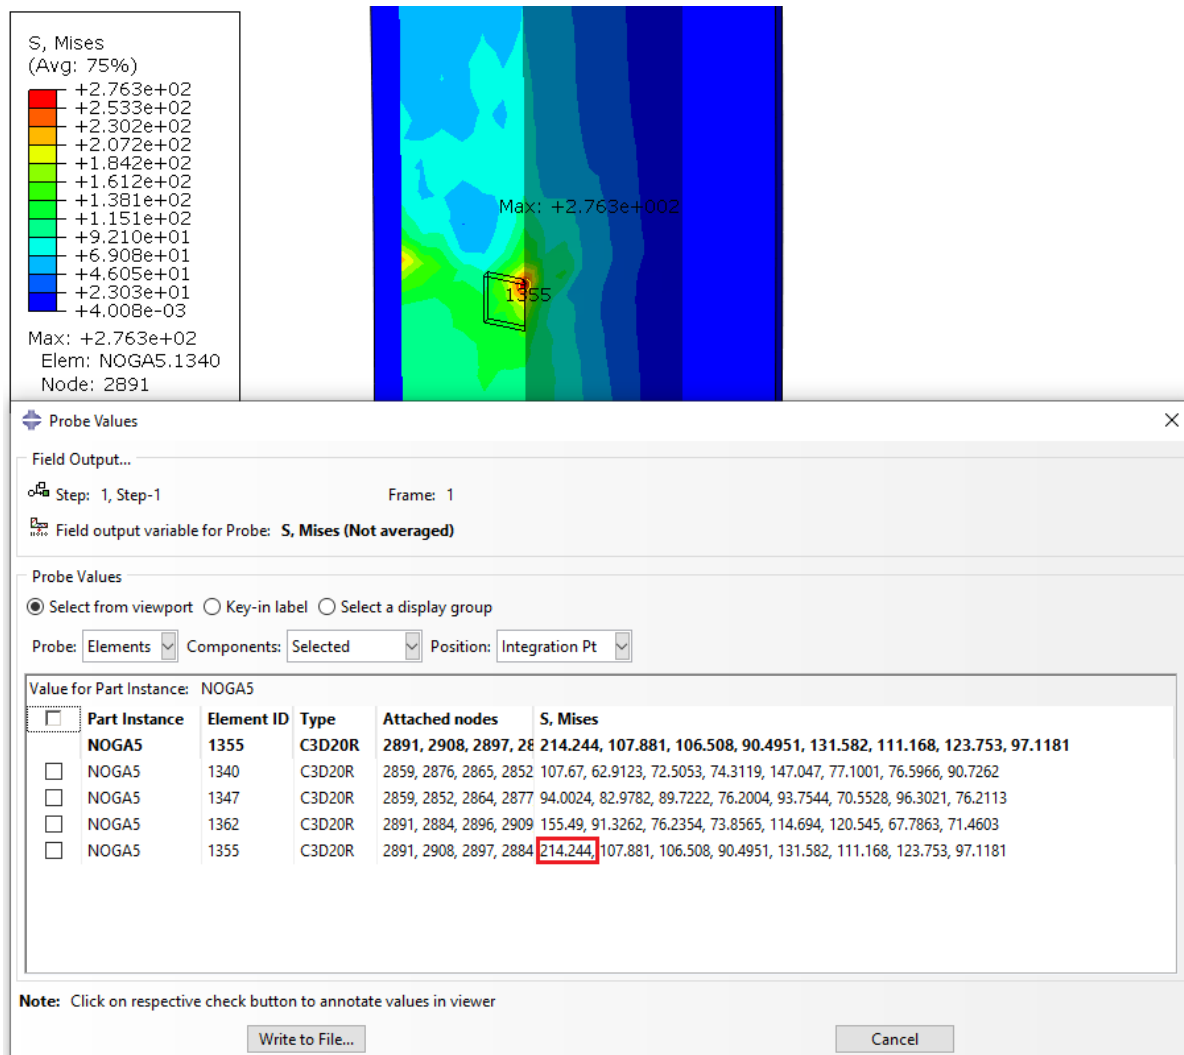 S, Mises
(Avg: 75%)
+2.763e+02
+2.533e+02
+2.302e+02
+2.072e+02
+1.842e+02
+1.612e+02
+1.381e+02
+1.151e+02
+9.210e+01
+6.908e+01
+4.605e+01
+2.303e+01
+4.008e-03
Max: +2.763e+02
Elem: NOGA5.1340
Node: 2891
Max: +2.763e+002
1355
Probe Values
Field Output...
Step: 1, Step-1 Frame: 1
Field output variable for Probe: S, Mises (Not averaged)
Probe Values
Select from viewport Key-in label Select a display group
Probe: Elements Components: Selected Position: Integration Pt
Value for Part Instance: NOGA5
Part Instance Element ID Type Attached nodes S, Mises
NOGA5 1355 C3D20R 2891, 2908, 2897, 28 214.244, 107.881, 106.508, 90.4951, 131.582, 111.168, 123.753, 97.1181
NOGA5 1340 C3D20R 2859, 2876, 2865, 2852 107.67, 62.9123, 72.5053, 74.3119, 147.047, 77.1001, 76.5966, 90.7262
NOGA5 1347 C3D20R 2859, 2852, 2864, 2877 94.0024, 82.9782, 89.7222, 76.2004, 93.7544, 70.5528, 96.3021, 76.2113
NOGA5 1362 C3D20R 2891, 2884, 2896, 2909 155.49, 91.3262, 76.2354, 73.8565, 114.694, 120.545, 67.7863, 71.4603
NOGA5 1355 C3D20R 2891, 2908, 2897, 2884 214.244, 107.881, 106.508, 90.4951, 131.582, 111.168, 123.753, 97.1181
Note: Click on respective check button to annotate values in viewer
Write to File... Cancel